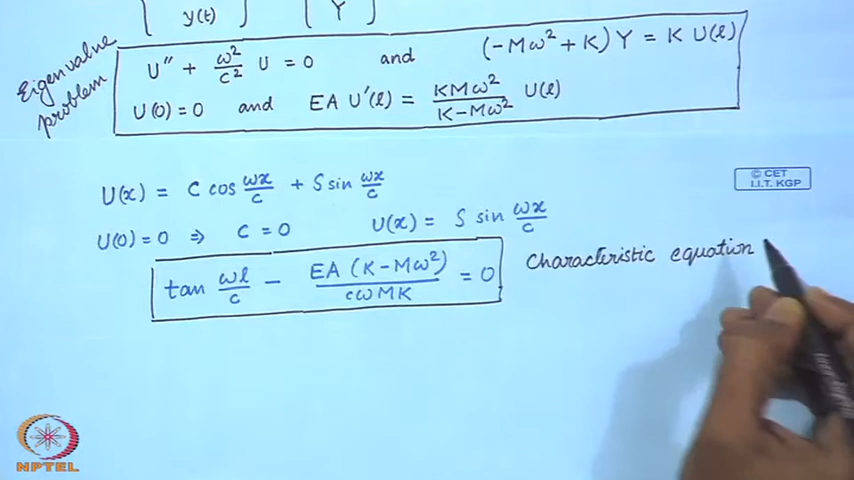 [ y(t) ] [ Y ]
Eigenvalue problem
U'' + ω²/c² U = 0 and (-Mω² + K) Y = K U(l)
U(0) = 0 and EA U'(l) = KMω²/(K-Mω²) U(l)
© CET
I.I.T. KGP
U(x) = C cos ωx/c + S sin ωx/c
U(0) = 0 ⇒ C = 0 U(x) = S sin ωx/c
tan ωl/c - EA (K-Mω²)/(cωMK) = 0 Characteristic equation
NPTEL